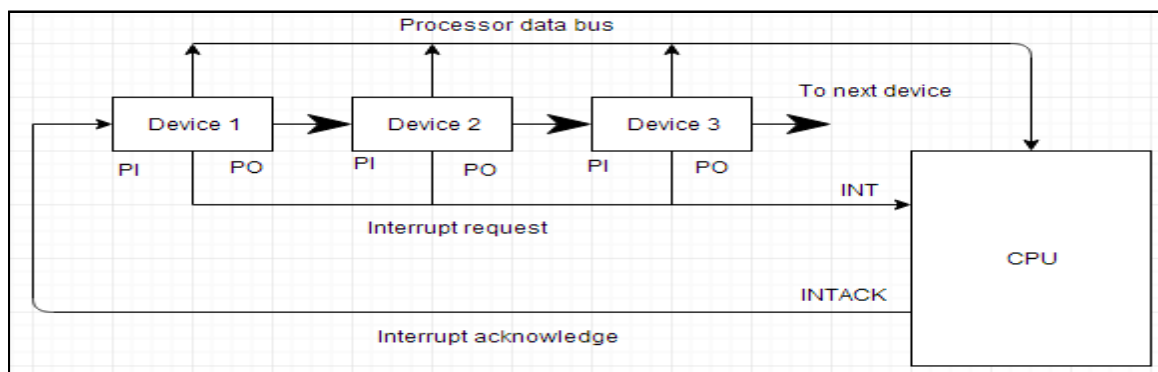 Processor data bus
To next device
Device 1
Device 2
Device 3
PI
PO
PI
PO
PI
PO
INT
Interrupt request
CPU
INTACK
Interrupt acknowledge